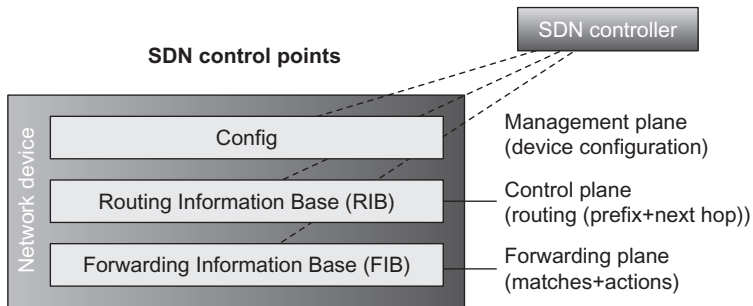 SDN controller
SDN control points
Network device
Config
Management plane
(device configuration)
Routing Information Base (RIB)
Control plane
(routing (prefix+next hop))
Forwarding Information Base (FIB)
Forwarding plane
(matches+actions)